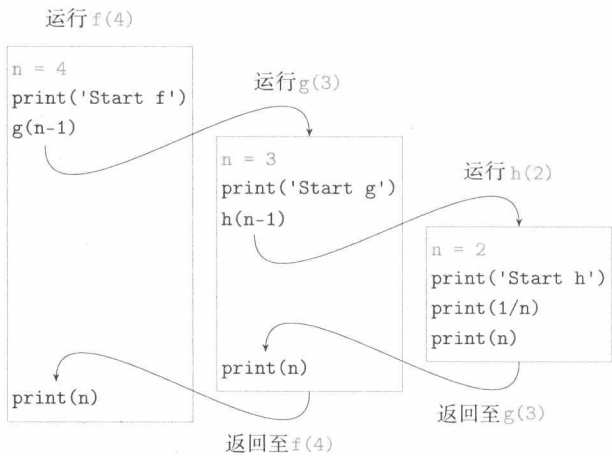 运行f(4)
n = 4
print('Start f')
g(n-1)
print(n)
运行g(3)
n = 3
print('Start g')
h(n-1)
print(n)
返回至f(4)
运行h(2)
n = 2
print('Start h')
print(1/n)
print(n)
返回至g(3)